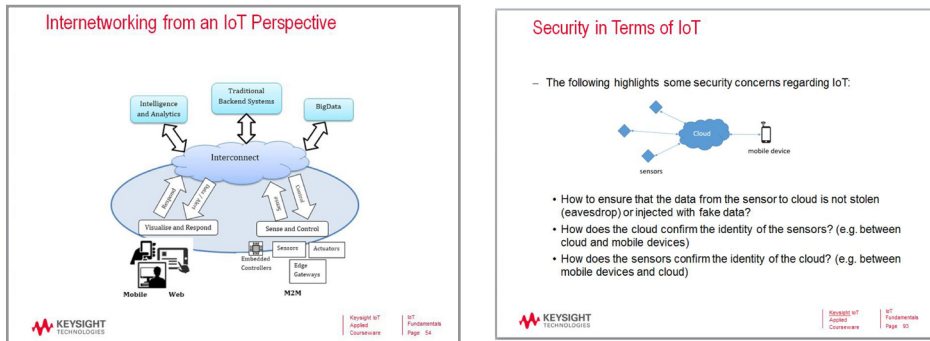 Internetworking from an IoT Perspective
Intelligence
and Analytics
Traditional
Backend Systems
BigData
Interconnect
Respond
Data / Alert
Sense
Control
Visualise and Respond
Sense and Control
Embedded
Controllers
Sensors
Actuators
Edge
Gateways
Mobile
Web
M2M
KEYSIGHT
TECHNOLOGIES
Keysight IoT
Applied
Courseware
IoT
Fundamentals
Page 54
Security in Terms of IoT
– The following highlights some security concerns regarding IoT:
Cloud
mobile device
sensors
• How to ensure that the data from the sensor to cloud is not stolen
(eavesdrop) or injected with fake data?
• How does the cloud confirm the identity of the sensors? (e.g. between
cloud and mobile devices)
• How does the sensors confirm the identity of the cloud? (e.g. between
mobile devices and cloud)
KEYSIGHT
TECHNOLOGIES
Keysight IoT
Applied
Courseware
IoT
Fundamentals
Page 93